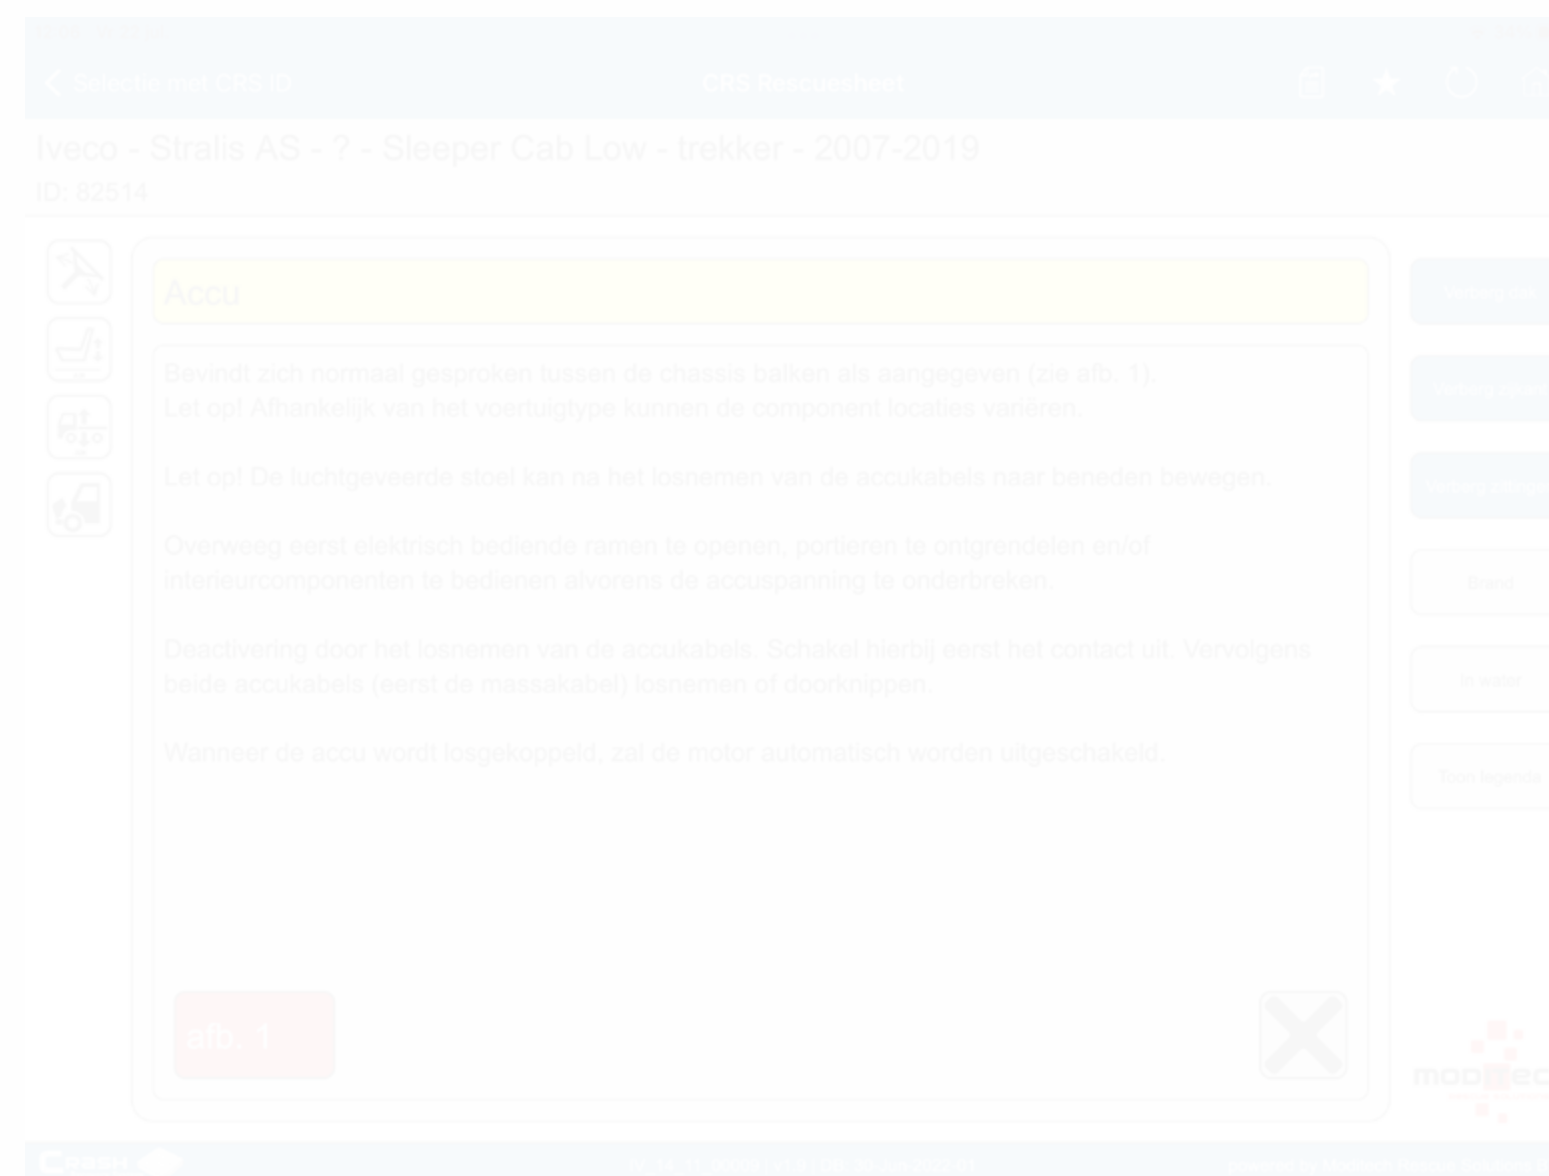 Selectie met CRS ID
CRS Rescuesheet
Iveco - Stralis AS - ? - Sleeper Cab Low - trekker - 2007-2019
ID: 82514
Accu
Verberg dak
Bevindt zich normaal gesproken tussen de chassis balken als aangegeven (zie afb. 1).
Let op! Afhankelijk van het voertuigtype kunnen de component locaties variëren.
Let op! De luchtgeveerde stoel kan na het losnemen van de accukabels naar beneden bewegen.
Overweeg eerst elektrisch bediende ramen te openen, portieren te ontgrendelen en/of
interieurcomponenten te bedienen alvorens de accuspanning te onderbreken.
Brand
Deactivering door het losnemen van de accukabels. Schakel hierbij eerst het contact uit. Vervolgens
beide accukabels (eerst de massakabel) losnemen of doorknippen.
In water
Wanneer de accu wordt losgekoppeld, zal de motor automatisch worden uitgeschakeld.
Icon legenda
afb. 1